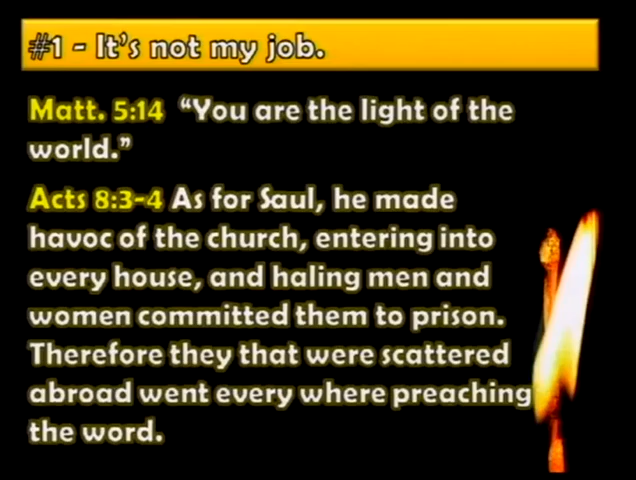 #1 - It's not my job.
Matt. 5:14 “You are the light of the
world.”
Acts 8:3-4 As for Saul, he made
havoc of the church, entering into
every house, and haling men and
women committed them to prison.
Therefore they that were scattered
abroad went every where preaching
the word.